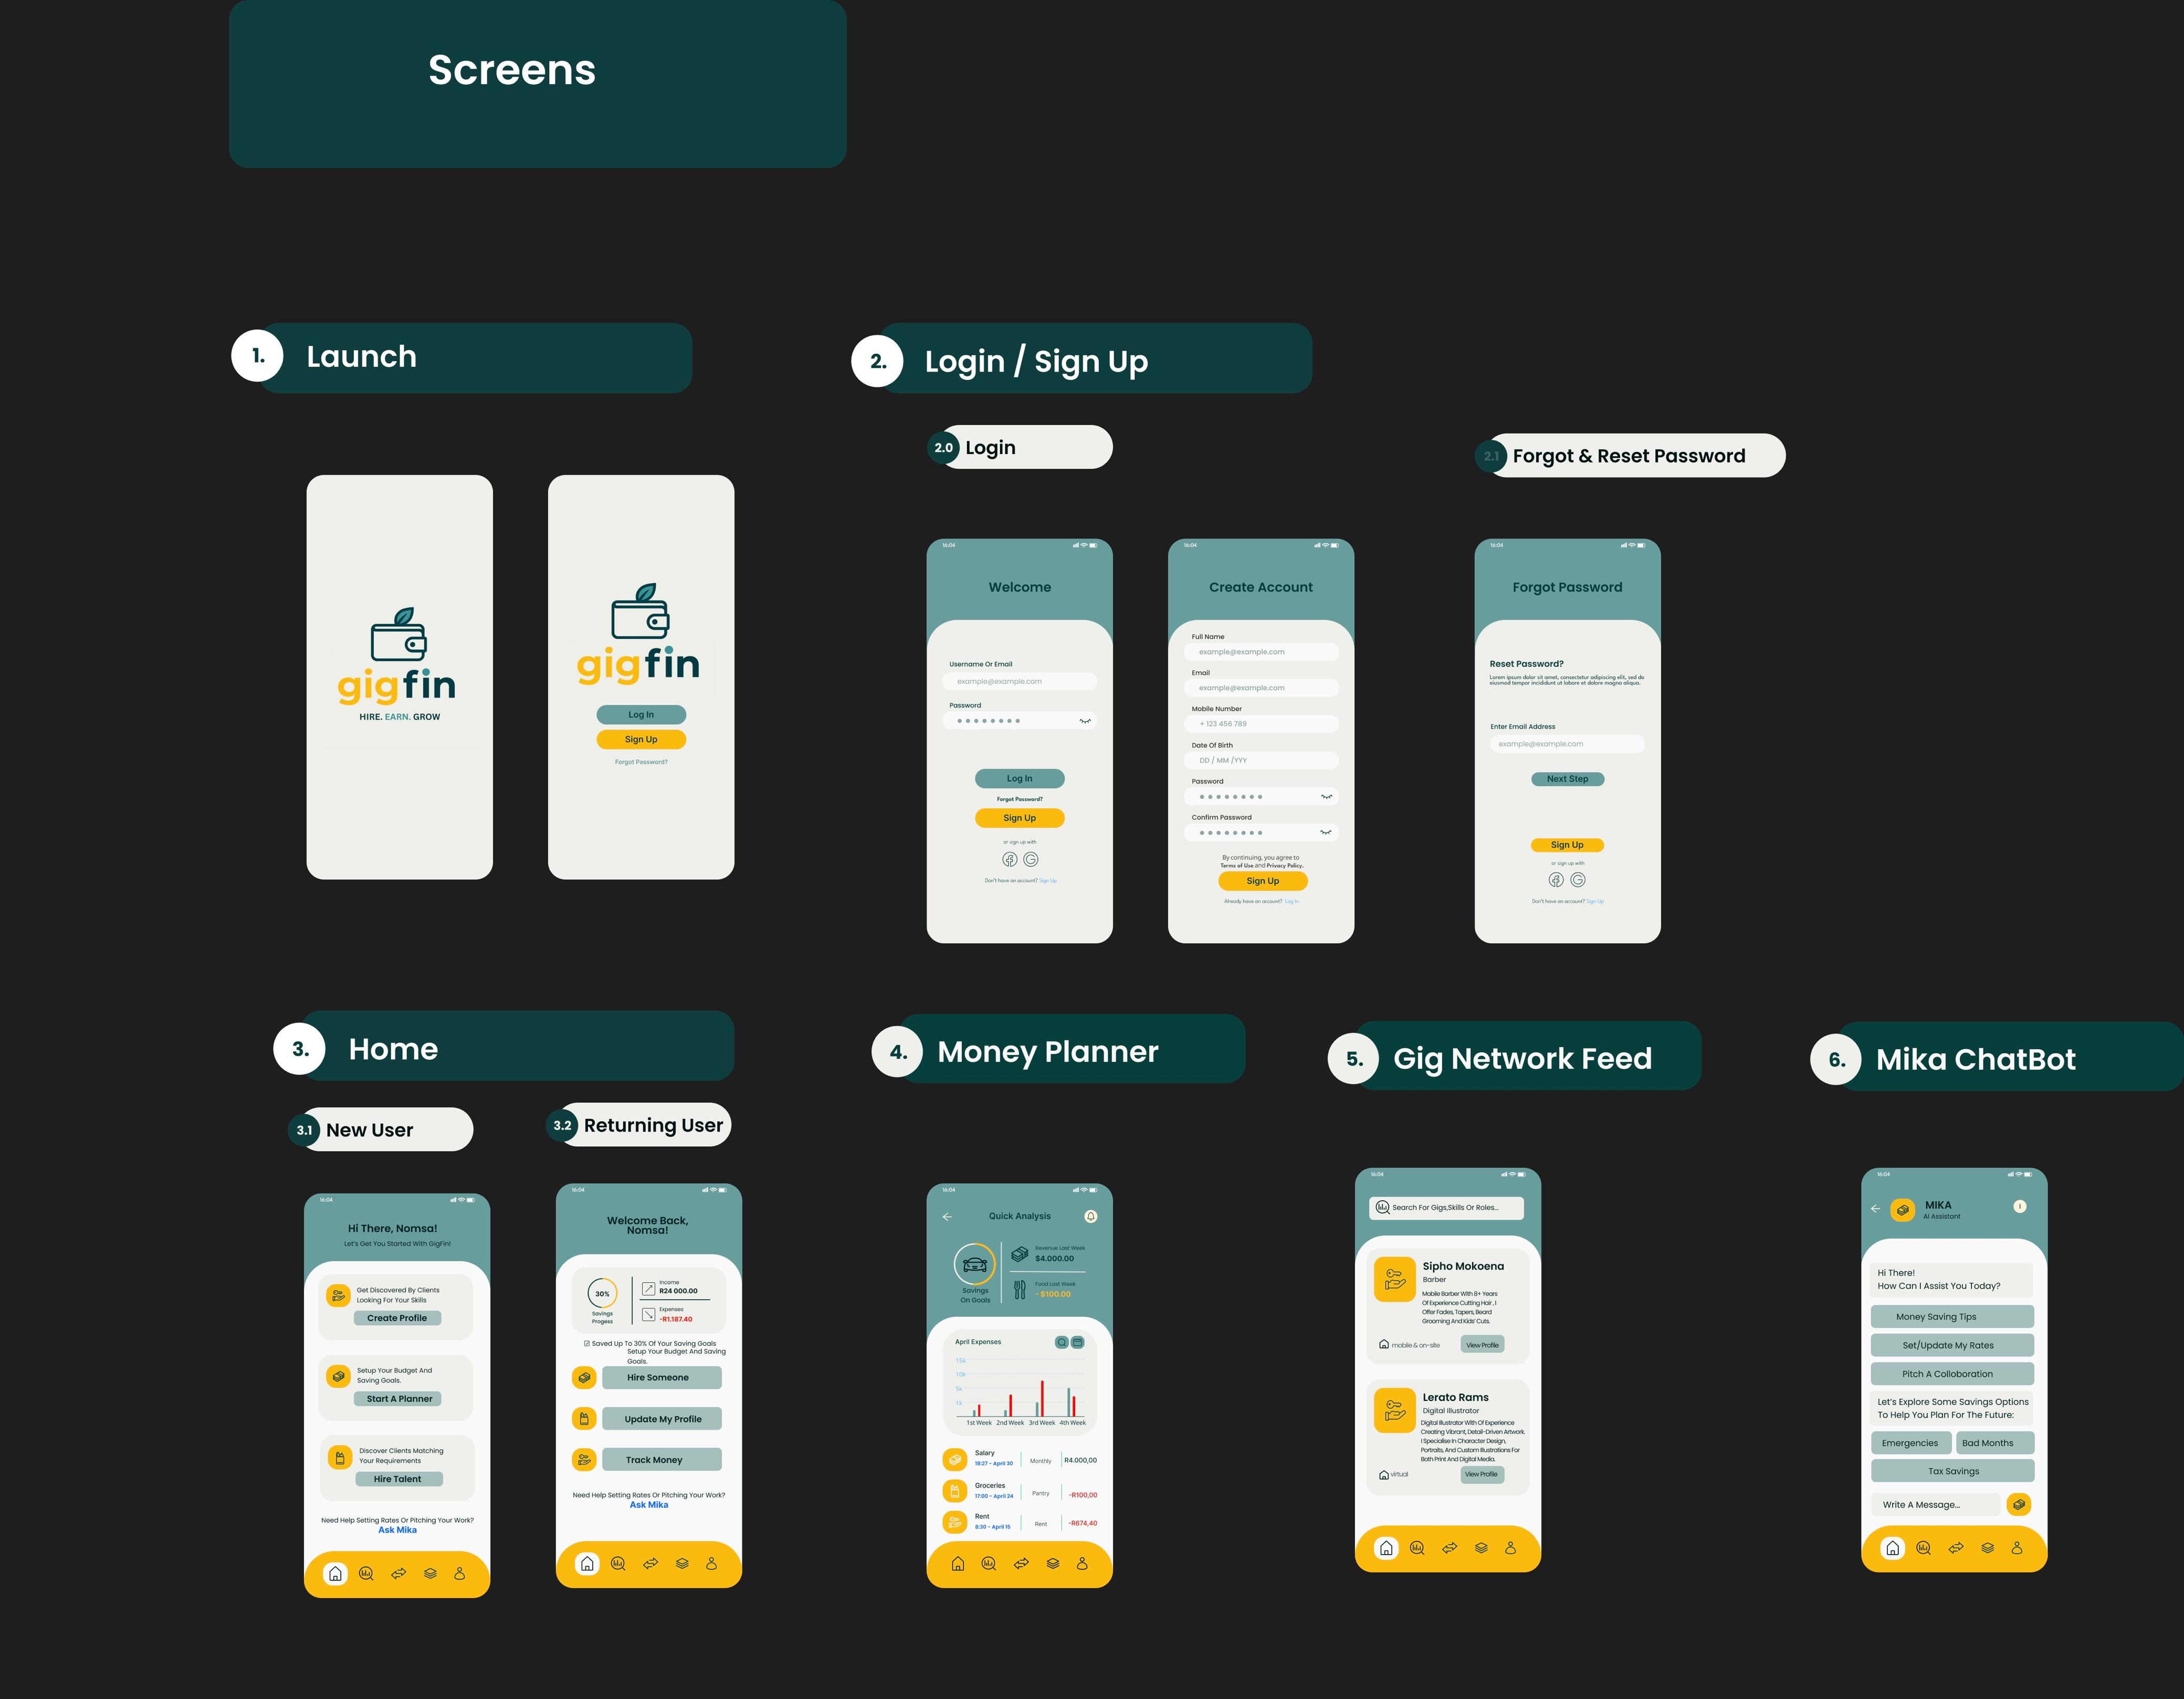 Screens
1.
Launch
gigfin
HIRE. EARN. GROW
gigfin
Log In
Sign Up
Forgot Password?
2.
Login / Sign Up
2.0
Login
16:04
Welcome
Username Or Email
example@example.com
Password
Log In
Forgot Password?
Sign Up
or sign up with
Don't have an account? Sign Up
16:04
Create Account
Full Name
example@example.com
Email
example@example.com
Mobile Number
+ 123 456 789
Date Of Birth
DD / MM /YYY
Password
Confirm Password
By continuing, you agree to
Terms of Use and Privacy Policy.
Sign Up
Already have an account? Log In
2.1
Forgot & Reset Password
16:04
Forgot Password
Reset Password?
Lorem ipsum dolor sit amet, consectetur adipiscing elit, sed do
eiusmod tempor incididunt ut labore et dolore magna aliqua.
Enter Email Address
example@example.com
Next Step
Sign Up
or sign up with
Don't have an account? Sign Up
3.
Home
3.1
New User
16:04
Hi There, Nomsa!
Let's Get You Started With GigFin!
Get Discovered By Clients
Looking For Your Skills
Create Profile
Setup Your Budget And
Saving Goals.
Start A Planner
Discover Clients Matching
Your Requirements
Hire Talent
Need Help Setting Rates Or Pitching Your Work?
Ask Mika
3.2
Returning User
16:04
Welcome Back,
Nomsa!
30%
Savings
Progess
Income
R24 000.00
Expenses
-R1.187.40
Saved Up To 30% Of Your Saving Goals
Setup Your Budget And Saving
Goals.
Hire Someone
Update My Profile
Track Money
Need Help Setting Rates Or Pitching Your Work?
Ask Mika
4.
Money Planner
16:04
Quick Analysis
Savings
On Goals
Revenue Last Week
$4.000.00
Food Last Week
- $100.00
April Expenses
15k
10k
5k
1k
1st Week 2nd Week 3rd Week 4th Week
Salary
18:27 - April 30
Monthly
R4.000,00
Groceries
17:00 - April 24
Pantry
-R100,00
Rent
8:30 - April 15
Rent
-R674,40
5.
Gig Network Feed
16:04
Search For Gigs,Skills Or Roles...
Sipho Mokoena
Barber
Mobile Barber With 8+ Years
Of Experience Cutting Hair, I
Offer Fades, Tapers, Beard
Grooming And Kids' Cuts.
mobile & on-site
View Profile
Lerato Rams
Digital Illustrator
Digital Illustrator With Of Experience
Creating Vibrant, Detail-Driven Artwork.
I Specialise In Character Design,
Portraits, And Custom Illustrations For
Both Print And Digital Media.
virtual
View Profile
6.
Mika ChatBot
16:04
MIKA
AI Assistant
Hi There!
How Can I Assist You Today?
Money Saving Tips
Set/Update My Rates
Pitch A Colloboration
Let's Explore Some Savings Options
To Help You Plan For The Future:
Emergencies
Bad Months
Tax Savings
Write A Message...